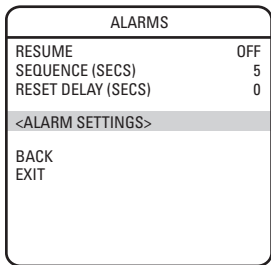 ALARMS
RESUME OFF
SEQUENCE (SECS) 5
RESET DELAY (SECS) 0
<ALARM SETTINGS>
BACK
EXIT